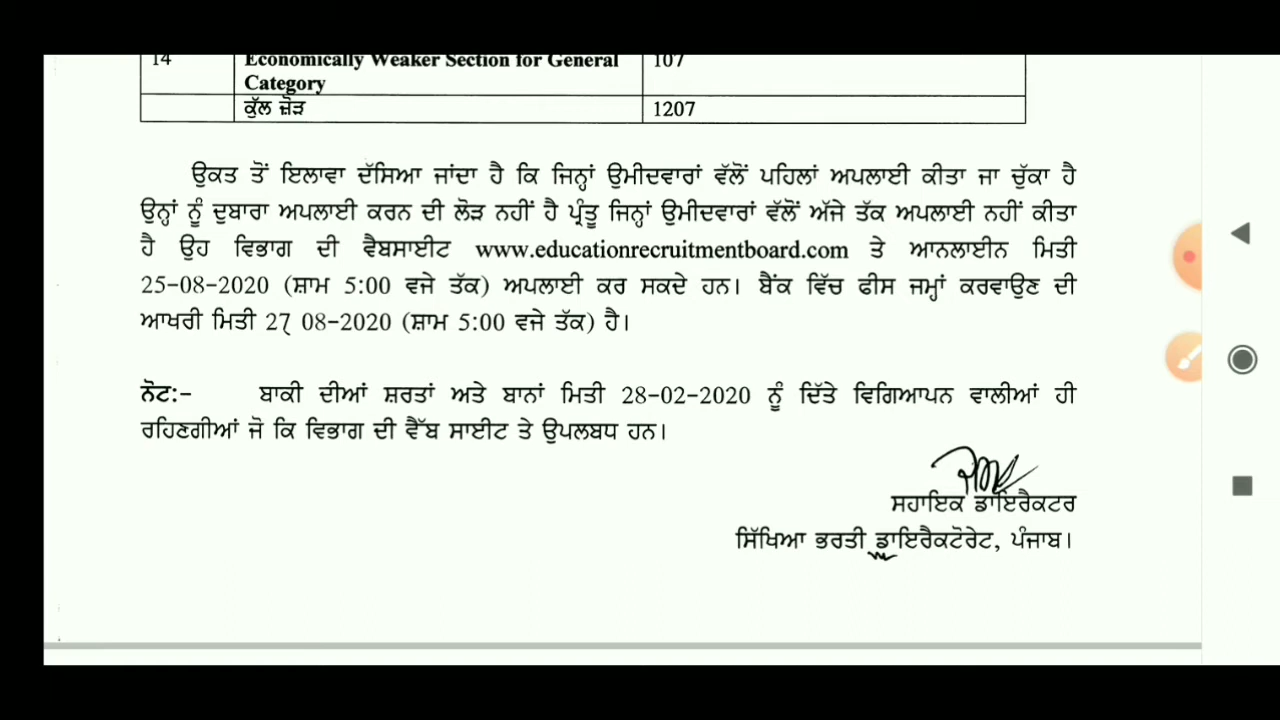 14 Economically Weaker Section for General 107
Category
ਕੁੱਲ ਜ਼ੋੜ 1207
ਉਕਤ ਤੋਂ ਇਲਾਵਾ ਦੱਸਿਆ ਜਾਂਦਾ ਹੈ ਕਿ ਜਿਨ੍ਹਾਂ ਉਮੀਦਵਾਰਾਂ ਵੱਲੋਂ ਪਹਿਲਾਂ ਅਪਲਾਈ ਕੀਤਾ ਜਾ ਚੁੱਕਾ ਹੈ
ਉਨ੍ਹਾਂ ਨੂੰ ਦੁਬਾਰਾ ਅਪਲਾਈ ਕਰਨ ਦੀ ਲੋੜ ਨਹੀਂ ਹੈ ਪ੍ਰੰਤੂ ਜਿਨ੍ਹਾਂ ਉਮੀਦਵਾਰਾਂ ਵੱਲੋਂ ਅੱਜੇ ਤੱਕ ਅਪਲਾਈ ਨਹੀਂ ਕੀਤਾ
ਹੈ ਉਹ ਵਿਭਾਗ ਦੀ ਵੈਬਸਾਈਟ www.educationrecruitmentboard.com ਤੇ ਆਨਲਾਈਨ ਮਿਤੀ
25-08-2020 (ਸ਼ਾਮ 5:00 ਵਜੇ ਤੱਕ) ਅਪਲਾਈ ਕਰ ਸਕਦੇ ਹਨ। ਬੈਂਕ ਵਿੱਚ ਫੀਸ ਜਮ੍ਹਾਂ ਕਰਵਾਉਣ ਦੀ
ਆਖਰੀ ਮਿਤੀ 27 08-2020 (ਸ਼ਾਮ 5:00 ਵਜੇ ਤੱਕ) ਹੈ।
ਨੋਟ:- ਬਾਕੀ ਦੀਆਂ ਸ਼ਰਤਾਂ ਅਤੇ ਬਾਨਾਂ ਮਿਤੀ 28-02-2020 ਨੂੰ ਦਿੱਤੇ ਵਿਗਿਆਪਨ ਵਾਲੀਆਂ ਹੀ
ਰਹਿਣਗੀਆਂ ਜੋ ਕਿ ਵਿਭਾਗ ਦੀ ਵੈੱਬ ਸਾਈਟ ਤੇ ਉਪਲਬਧ ਹਨ।
ਸਹਾਇਕ ਡਾਇਰੈਕਟਰ
ਸਿੱਖਿਆ ਭਰਤੀ ਡਾਇਰੈਕਟੋਰੇਟ, ਪੰਜਾਬ।